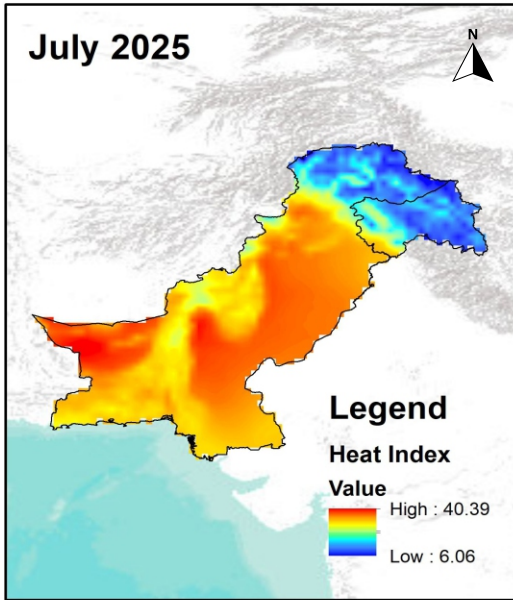 July 2025
N
Legend
Heat Index
Value
High : 40.39
Low : 6.06